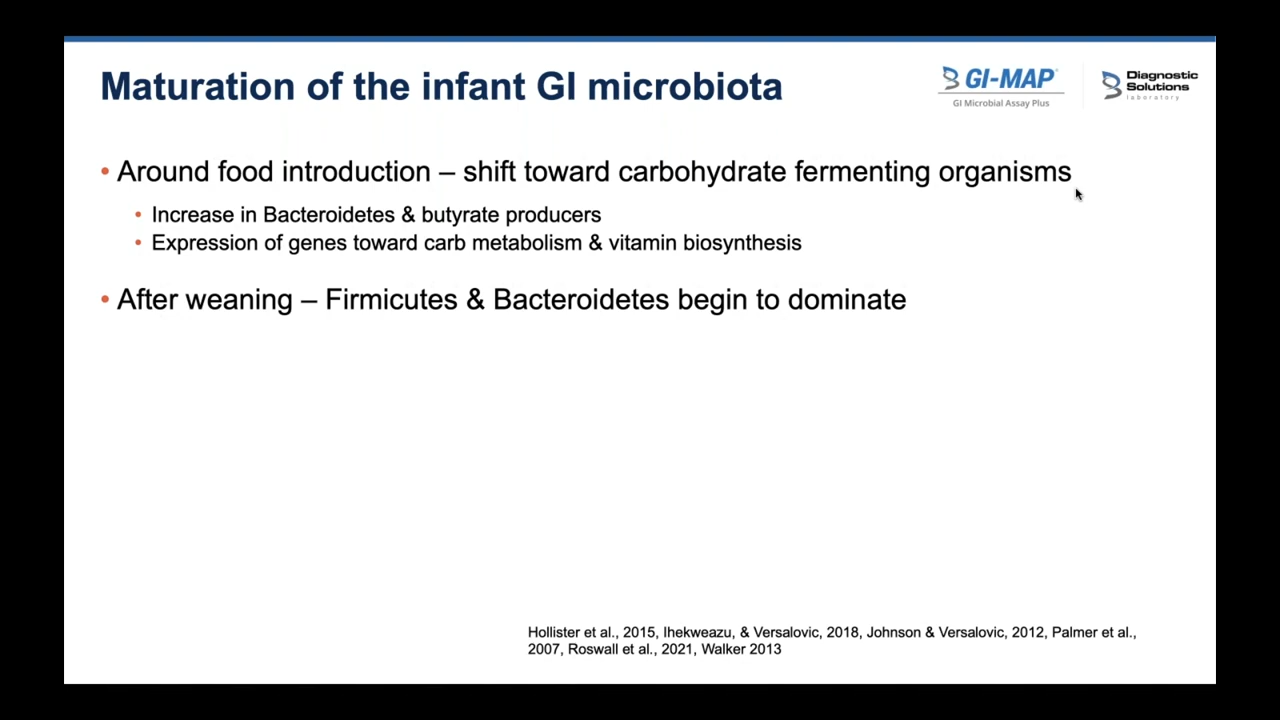 Maturation of the infant GI microbiota
GI-MAP®
GI Microbial Assay Plus
Diagnostic
Solutions
laboratory
• Around food introduction – shift toward carbohydrate fermenting organisms
• Increase in Bacteroidetes & butyrate producers
• Expression of genes toward carb metabolism & vitamin biosynthesis
• After weaning – Firmicutes & Bacteroidetes begin to dominate
Hollister et al., 2015, Ihekweazu, & Versalovic, 2018, Johnson & Versalovic, 2012, Palmer et al.,
2007, Roswall et al., 2021, Walker 2013